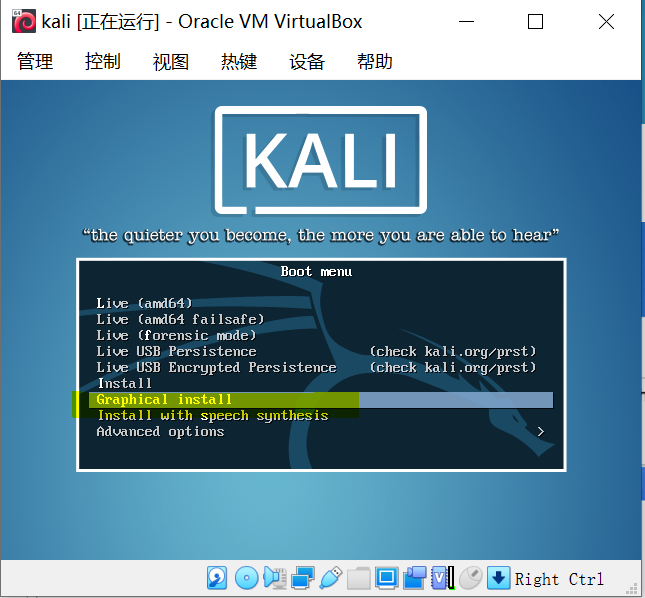 kali [正在运行] - Oracle VM VirtualBox
管理 控制 视图 热键 设备 帮助
KALI
“the quieter you become, the more you are able to hear”
Boot menu
Live (amd64)
Live (amd64 failsafe)
Live (forensic mode)
Live USB Persistence (check kali.org/prst)
Live USB Encrypted Persistence (check kali.org/prst)
Install
Graphical install
Install with speech synthesis
Advanced options >
Right Ctrl